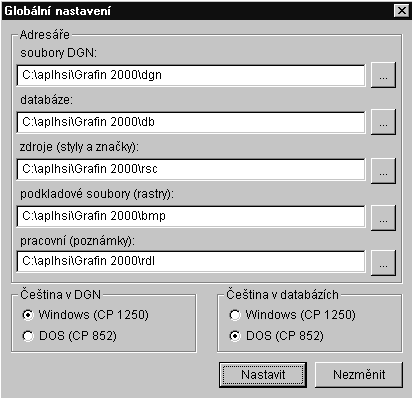 Globální nastavení
Adresáře
soubory DGN:
C:\aplhsi\Grafin 2000\dgn
...
databáze:
C:\aplhsi\Grafin 2000\db
...
zdroje (styly a značky):
C:\aplhsi\Grafin 2000\rsc
...
podkladové soubory (rastry):
C:\aplhsi\Grafin 2000\bmp
...
pracovní (poznámky):
C:\aplhsi\Grafin 2000\rdl
...
Čeština v DGN
Windows (CP 1250)
DOS (CP 852)
Čeština v databázích
Windows (CP 1250)
DOS (CP 852)
Nastavit
Nezměnit